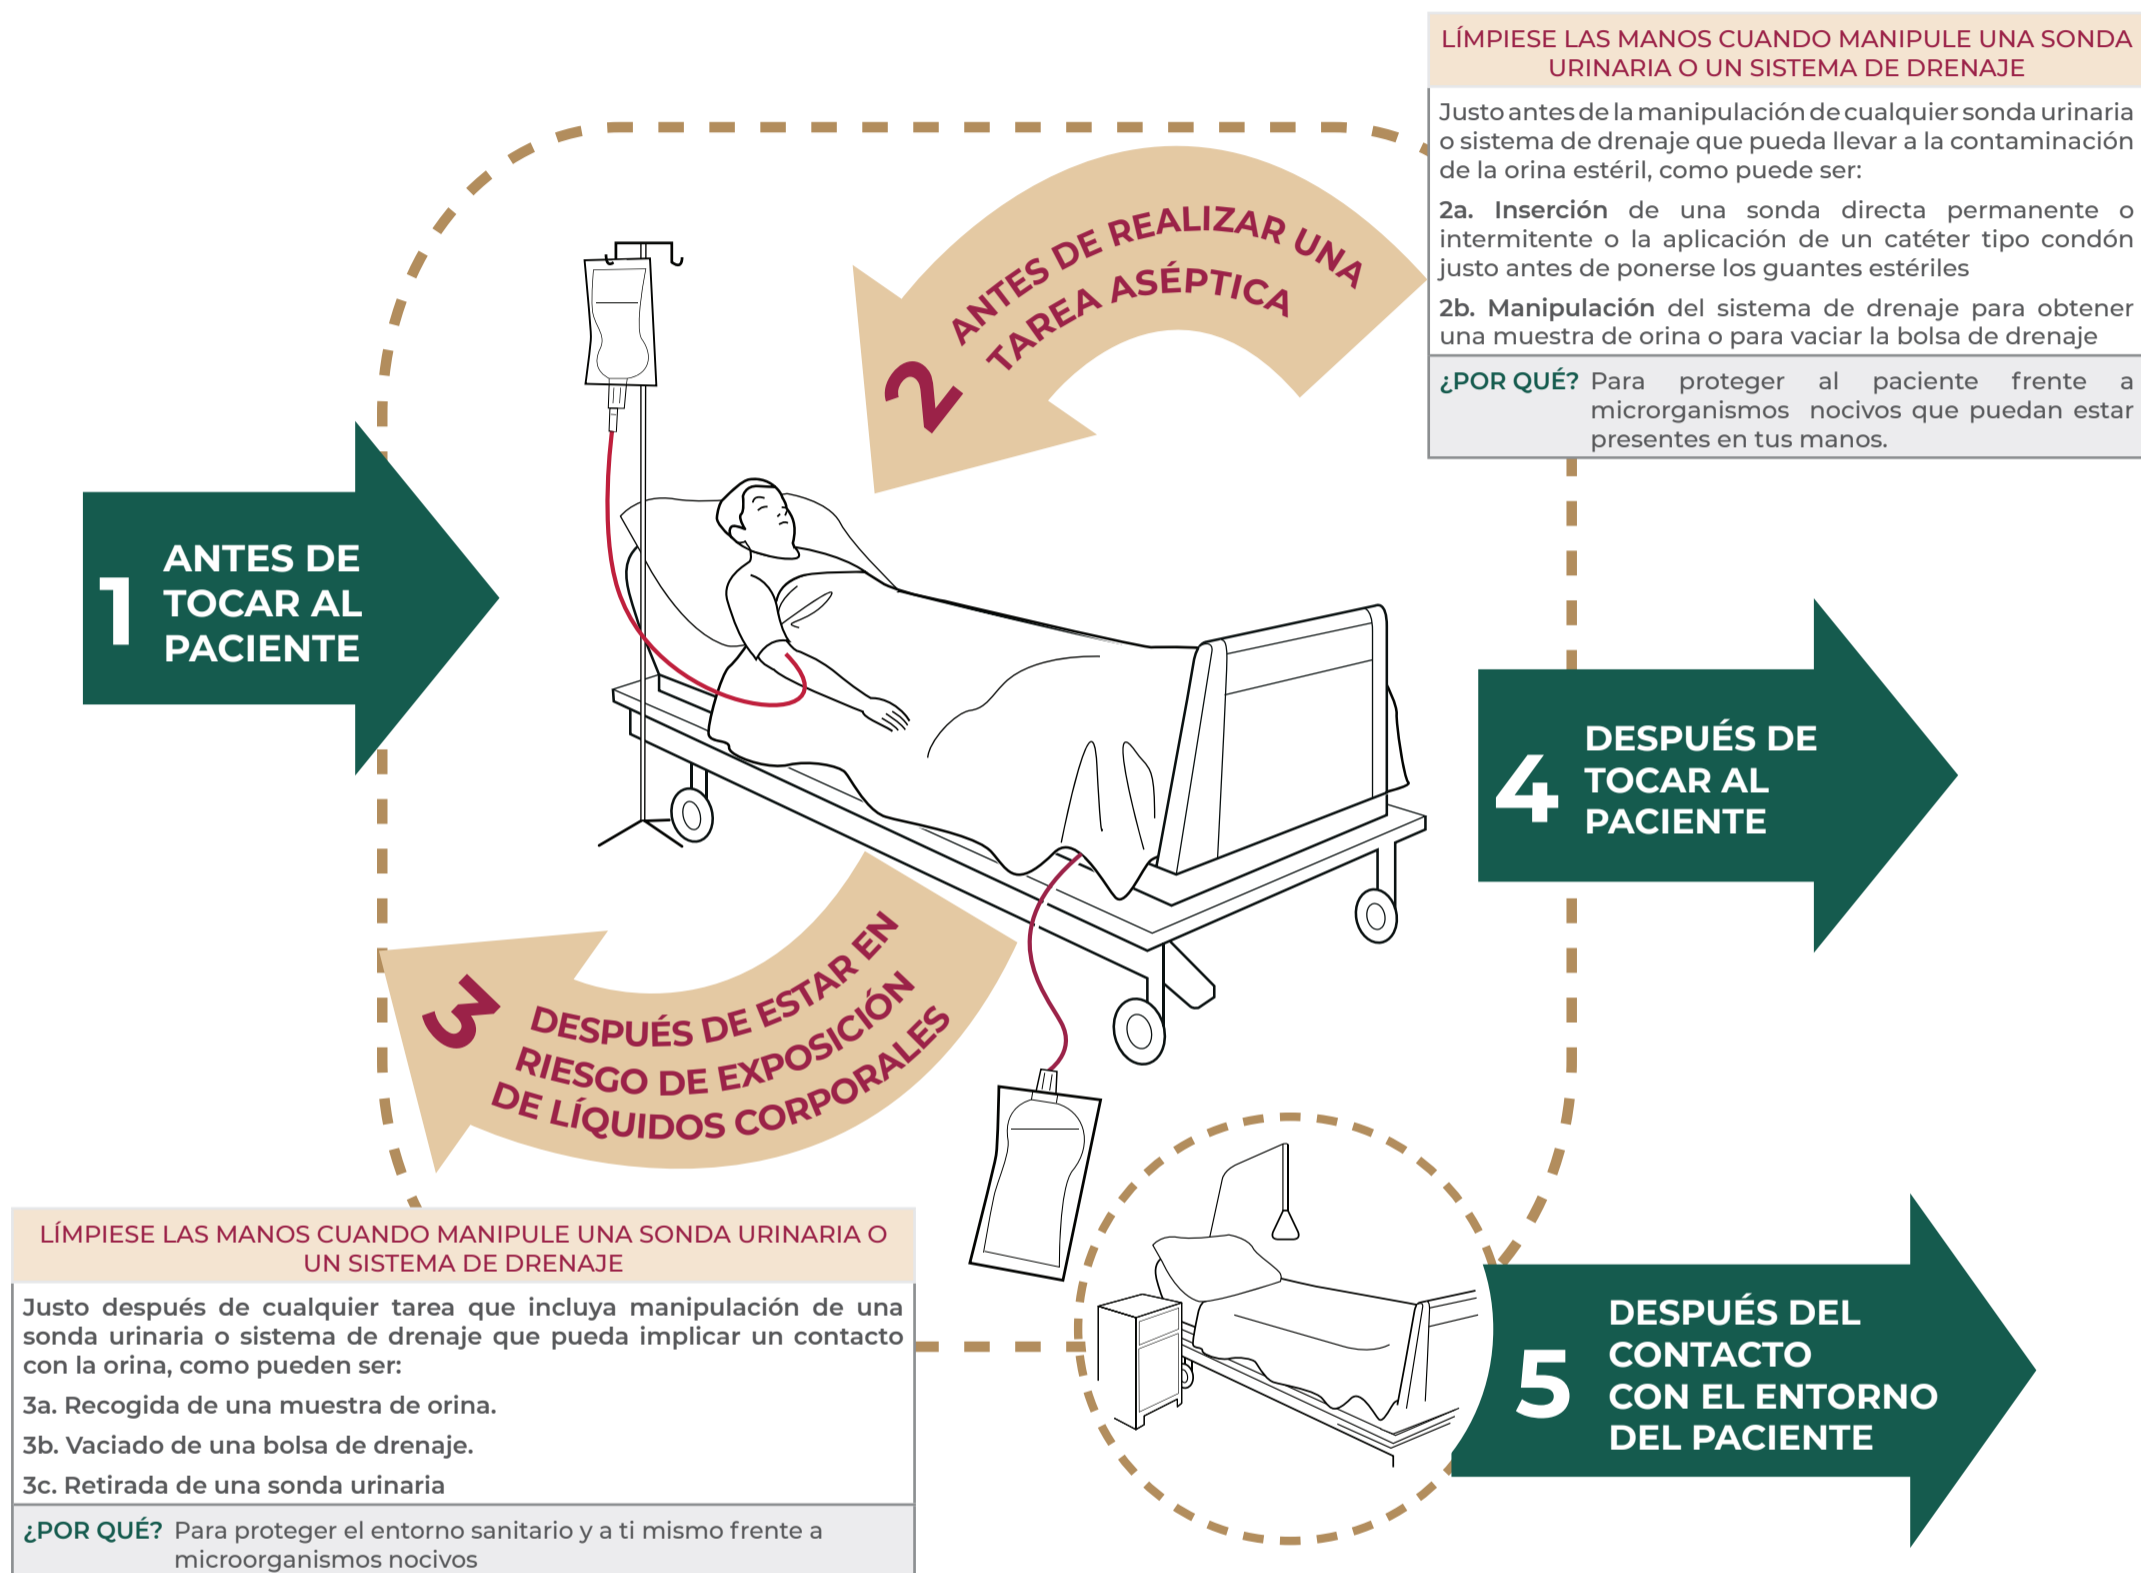 1
ANTES DE
TOCAR AL
PACIENTE
2
ANTES DE REALIZAR UNA
TAREA ASÉPTICA
LÍMPIESE LAS MANOS CUANDO MANIPULE UNA SONDA
URINARIA O UN SISTEMA DE DRENAJE
Justo antes de la manipulación de cualquier sonda urinaria
o sistema de drenaje que pueda llevar a la contaminación
de la orina estéril, como puede ser:
2a. Inserción de una sonda directa permanente o
intermitente o la aplicación de un catéter tipo condón
justo antes de ponerse los guantes estériles
2b. Manipulación del sistema de drenaje para obtener
una muestra de orina o para vaciar la bolsa de drenaje
¿POR QUÉ? Para proteger al paciente frente a
microrganismos nocivos que puedan estar
presentes en tus manos.
3
DESPUÉS DE ESTAR EN
RIESGO DE EXPOSICIÓN
DE LÍQUIDOS CORPORALES
LÍMPIESE LAS MANOS CUANDO MANIPULE UNA SONDA URINARIA O
UN SISTEMA DE DRENAJE
Justo después de cualquier tarea que incluya manipulación de una
sonda urinaria o sistema de drenaje que pueda implicar un contacto
con la orina, como pueden ser:
3a. Recogida de una muestra de orina.
3b. Vaciado de una bolsa de drenaje.
3c. Retirada de una sonda urinaria
¿POR QUÉ? Para proteger el entorno sanitario y a ti mismo frente a
microorganismos nocivos
4
DESPUÉS DE
TOCAR AL
PACIENTE
5
DESPUÉS DEL
CONTACTO
CON EL ENTORNO
DEL PACIENTE